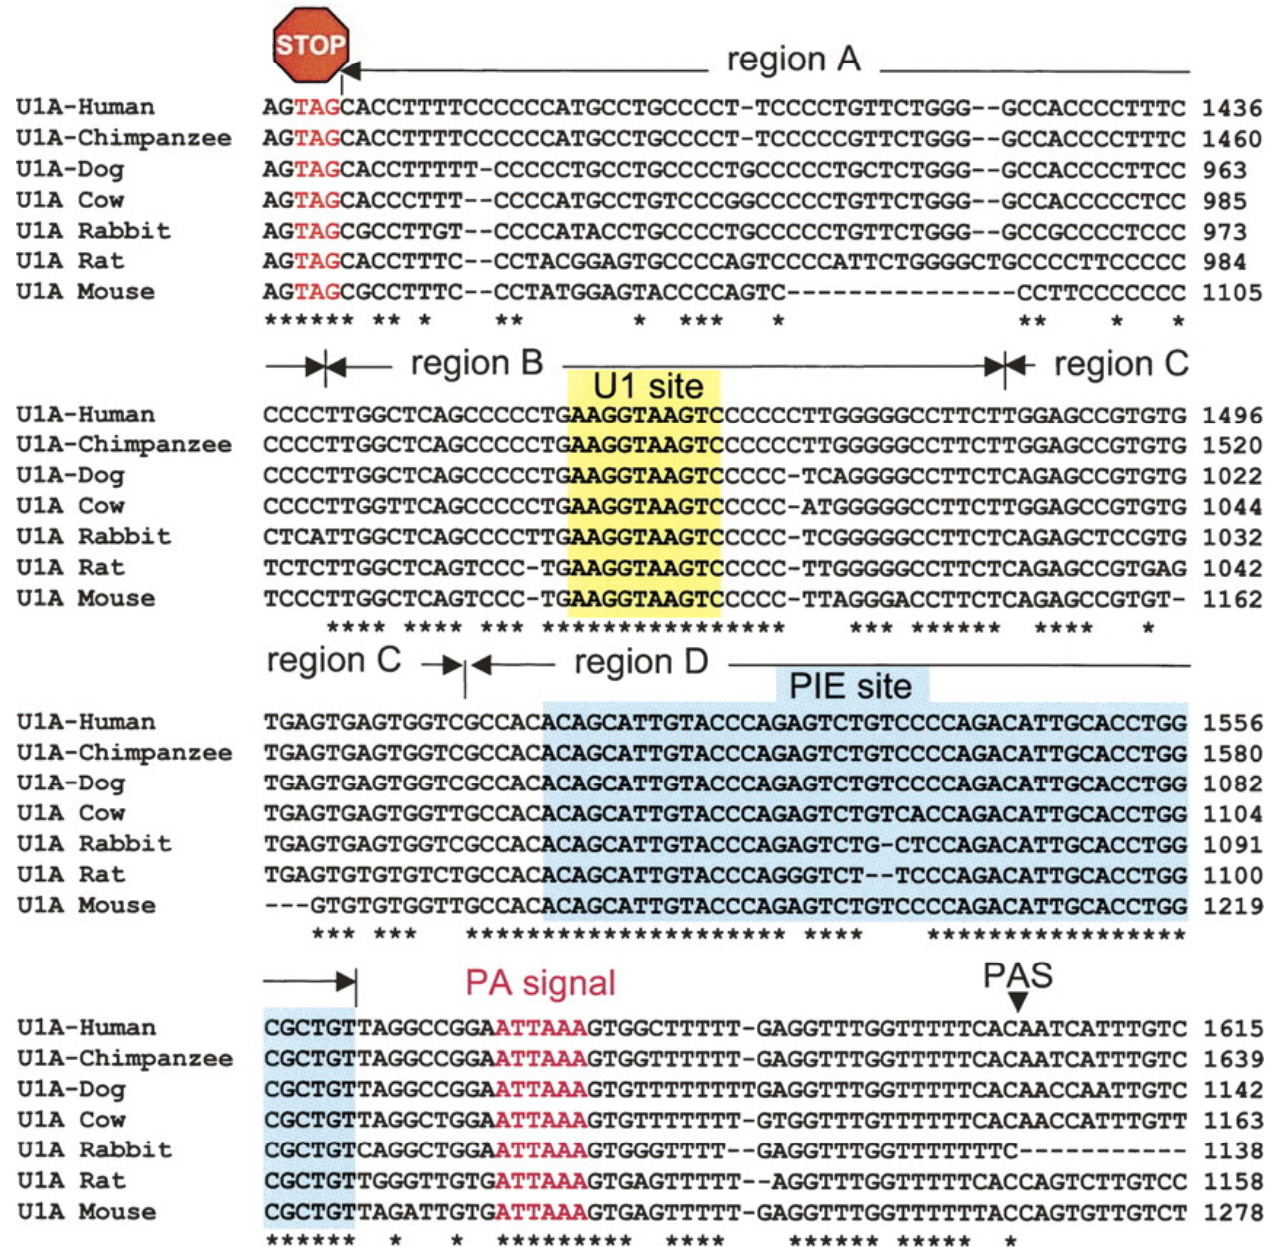 STOP
region A
U1A-Human AGTAGCACCTTTTCCCCCCATGCCTGCCCCT-TCCCCTGTTCTGGG--GCCACCCCTTTC 1436
U1A-Chimpanzee AGTAGCACCTTTTCCCCCCATGCCTGCCCCT-TCCCCCGTTCTGGG--GCCACCCCTTTC 1460
U1A-Dog AGTAGCACCTTTTT-CCCCCTGCCTGCCCCTGCCCCCTGCTCTGGG--GCCACCCCTTCC 963
U1A Cow AGTAGCACCCTTT--CCCCATGCCTGTCCCGGCCCCCTGTTCTGGG--GCCACCCCCTCC 985
U1A Rabbit AGTAGCGCCTTGT--CCCCATACCTGCCCCTGCCCCCTGTTCTGGG--GCCGCCCCTCCC 973
U1A Rat AGTAGCACCTTTC--CCTACGGAGTGCCCCAGTCCCCATTCTGGGGCTGCCCCTTCCCCC 984
U1A Mouse AGTAGCGCCTTTC--CCTATGGAGTACCCCAGTC---------------CCTTCCCCCCC 1105
****** ** * ** * *** * ** * *
region B region C
U1 site
U1A-Human CCCCTTGGCTCAGCCCCCTGAAGGTAAGTCCCCCCTTGGGGGCCTTCTTGGAGCCGTGTG 1496
U1A-Chimpanzee CCCCTTGGCTCAGCCCCCTGAAGGTAAGTCCCCCCTTGGGGGCCTTCTTGGAGCCGTGTG 1520
U1A-Dog CCCCTTGGCTCAGCCCCCTGAAGGTAAGTCCCCCC-TCAGGGGCCTTCTCAGAGCCGTGTG 1022
U1A Cow CCCCTTGGTTCAGCCCCCTGAAGGTAAGTCCCCC-ATGGGGGCCTTCTTGGAGCCGTGTG 1044
U1A Rabbit CTCATTGGCTCAGCCCCTTGAAGGTAAGTCCCCC-TCGGGGGCCTTCTCAGAGCTCCGTG 1032
U1A Rat TCTCTTGGCTCAGTCCC-TGAAGGTAAGTCCCCC-TTGGGGGCCTTCTCAGAGCCGTGAG 1042
U1A Mouse TCCCTTGGCTCAGTCCC-TGAAGGTAAGTCCCCC-TTAGGGACCTTCTCAGAGCCGTGT- 1162
**** **** *** **************** *** ****** **** *
region C region D
PIE site
U1A-Human TGAGTGAGTGGTCGCCACACAGCATTGTACCCAGAGTCTGTCCCCAGACATTGCACCTGG 1556
U1A-Chimpanzee TGAGTGAGTGGTCGCCACACAGCATTGTACCCAGAGTCTGTCCCCAGACATTGCACCTGG 1580
U1A-Dog TGAGTGAGTGGTCGCCACACAGCATTGTACCCAGAGTCTGTCCCCAGACATTGCACCTGG 1082
U1A Cow TGAGTGAGTGGTTGCCACACAGCATTGTACCCAGAGTCTGTCACCAGACATTGCACCTGG 1104
U1A Rabbit TGAGTGAGTGGTCGCCACACAGCATTGTACCCAGAGTCTG-CTCCAGACATTGCACCTGG 1091
U1A Rat TGAGTGTGTGTCTGCCACACAGCATTGTACCCAGGGTCT--TCCCAGACATTGCACCTGG 1100
U1A Mouse ---GTGTGTGGTTGCCACACAGCATTGTACCCAGAGTCTGTCCCCAGACATTGCACCTGG 1219
*** *** ********************* **** *****************
PA signal PAS
U1A-Human CGCTGTTAGGCCGGAATTAAAGTGGCTTTTT-GAGGTTTGGTTTTTCACAATCATTTGTC 1615
U1A-Chimpanzee CGCTGTTAGGCCGGAATTAAAGTGGTTTTTT-GAGGTTTGGTTTTTCACAATCATTTGTC 1639
U1A-Dog CGCTGTTAGGCCGGAATTAAAGTGTTTTTTTTGAGGTTTGGTTTTTCACAACCAATTGTC 1142
U1A Cow CGCTGTTAGGCTGGAATTAAAGTGTTTTTTT-GTGGTTTGTTTTTTCACAACCATTTGTT 1163
U1A Rabbit CGCTGTCAGGCTGGAATTAAAGTGGGTTTT--GAGGTTTGGTTTTTTTC----------- 1138
U1A Rat CGCTGTTGGGTTGTGATTAAAGTGAGTTTTT--AGGTTTGGTTTTTCACCAGTCTTGTCC 1158
U1A Mouse CGCTGTTAGATTGTGATTAAAGTGAGTTTTT-GAGGTTTGGTTTTTTACCAGTGTTGTCT 1278
****** * * ********* **** ****** ***** *